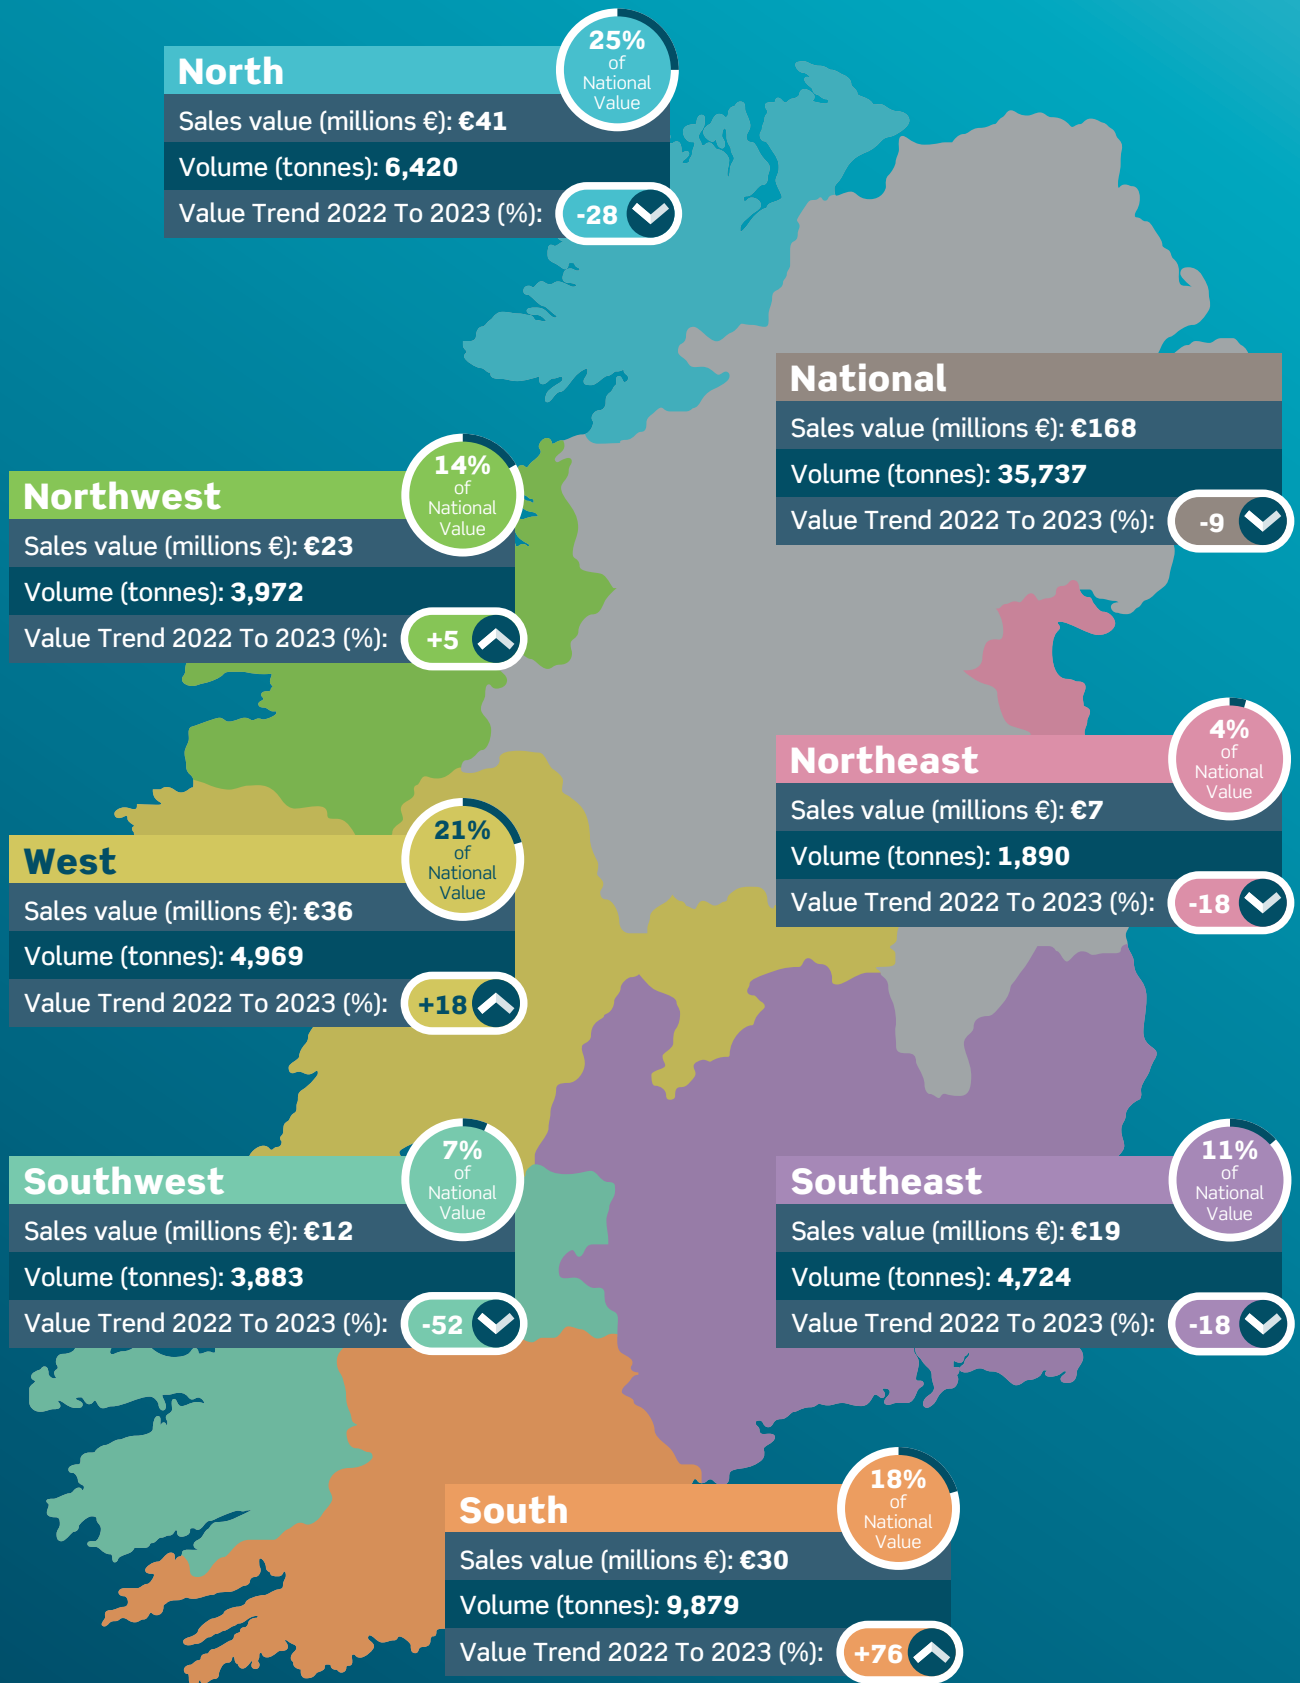 North
25%
of
National
Value
Sales value (millions €): €41
Volume (tonnes): 6,420
Value Trend 2022 To 2023 (%): -28
National
Sales value (millions €): €168
Volume (tonnes): 35,737
Value Trend 2022 To 2023 (%): -9
Northwest
14%
of
National
Value
Sales value (millions €): €23
Volume (tonnes): 3,972
Value Trend 2022 To 2023 (%): +5
Northeast
4%
of
National
Value
Sales value (millions €): €7
Volume (tonnes): 1,890
Value Trend 2022 To 2023 (%): -18
West
21%
of
National
Value
Sales value (millions €): €36
Volume (tonnes): 4,969
Value Trend 2022 To 2023 (%): +18
Southwest
7%
of
National
Value
Sales value (millions €): €12
Volume (tonnes): 3,883
Value Trend 2022 To 2023 (%): -52
Southeast
11%
of
National
Value
Sales value (millions €): €19
Volume (tonnes): 4,724
Value Trend 2022 To 2023 (%): -18
South
18%
of
National
Value
Sales value (millions €): €30
Volume (tonnes): 9,879
Value Trend 2022 To 2023 (%): +76